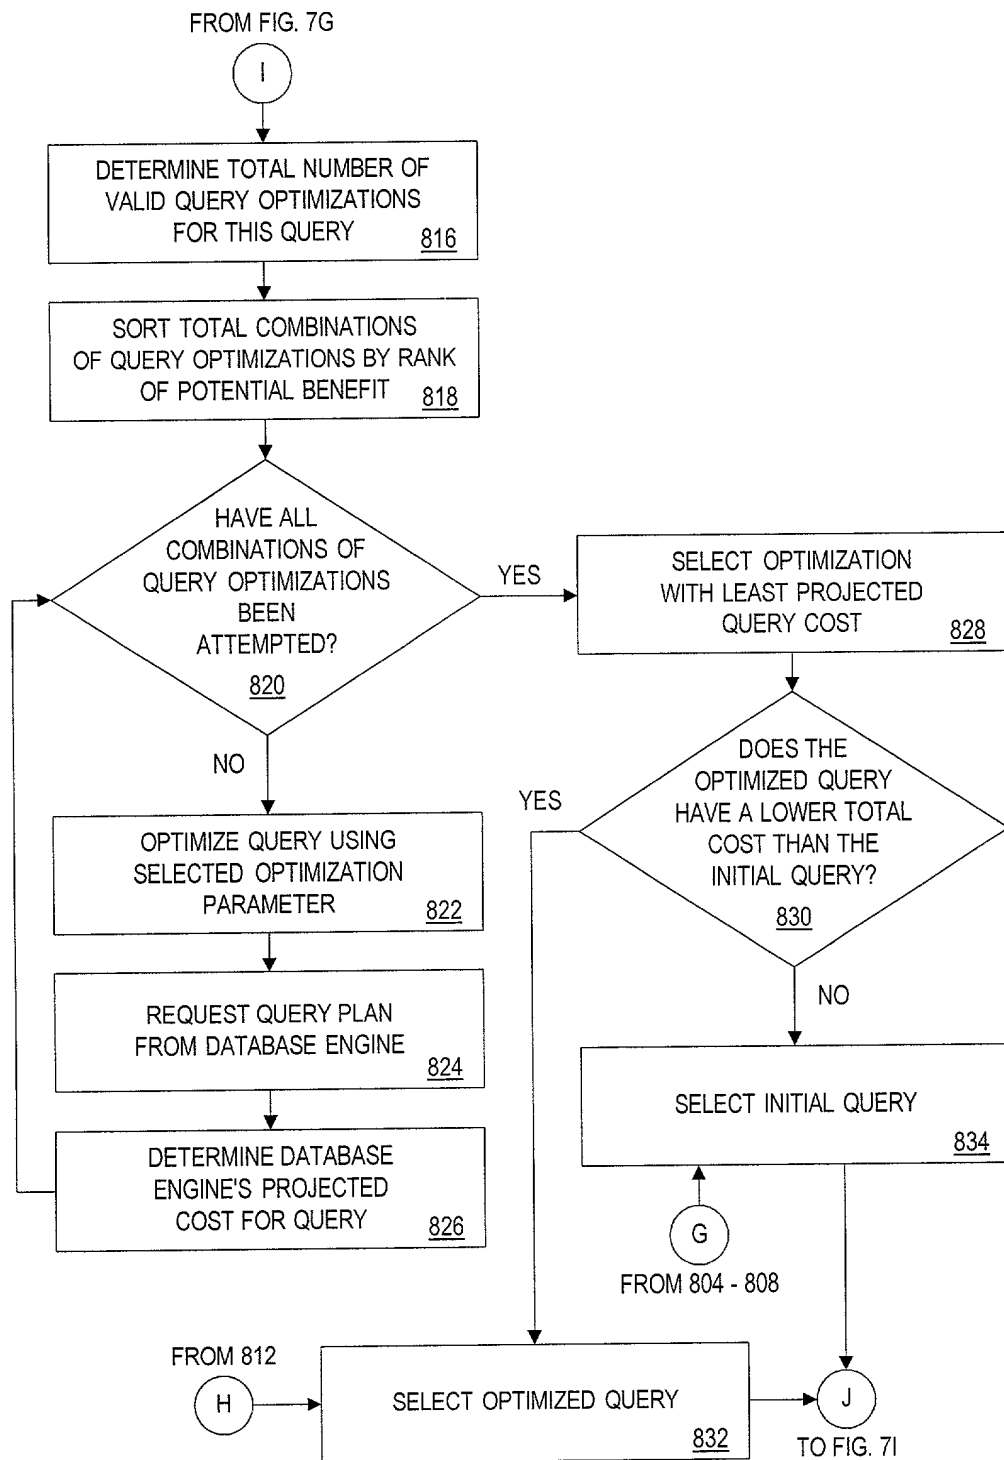 FROM FIG. 7G
I
DETERMINE TOTAL NUMBER OF
VALID QUERY OPTIMIZATIONS
FOR THIS QUERY
816
SORT TOTAL COMBINATIONS
OF QUERY OPTIMIZATIONS BY RANK
OF POTENTIAL BENEFIT
818
HAVE ALL
COMBINATIONS OF
QUERY OPTIMIZATIONS
BEEN
ATTEMPTED?
820
YES
NO
SELECT OPTIMIZATION
WITH LEAST PROJECTED
QUERY COST
828
OPTIMIZE QUERY USING
SELECTED OPTIMIZATION
PARAMETER
822
REQUEST QUERY PLAN
FROM DATABASE ENGINE
824
DETERMINE DATABASE
ENGINE'S PROJECTED
COST FOR QUERY
826
DOES THE
OPTIMIZED QUERY
HAVE A LOWER TOTAL
COST THAN THE
INITIAL QUERY?
830
YES
NO
SELECT INITIAL QUERY
834
G
FROM 804 - 808
FROM 812
H
SELECT OPTIMIZED QUERY
832
J
TO FIG. 7I